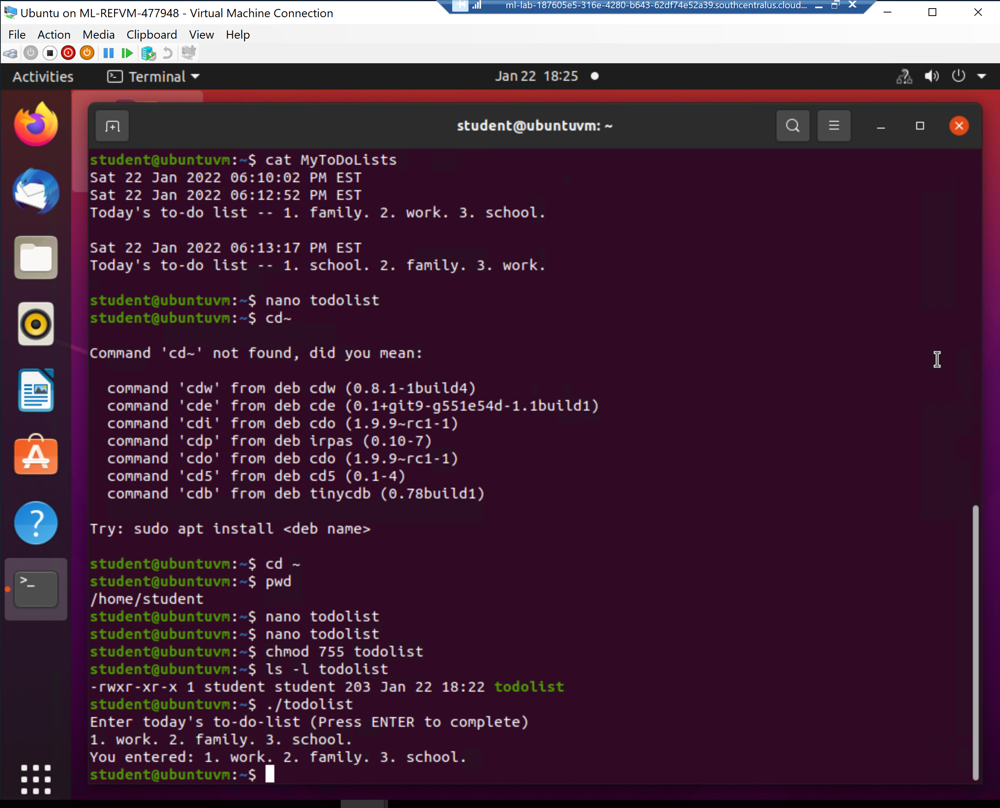 Ubuntu on ML-REFVM-477948 - Virtual Machine Connection
ml-lab-187605e5-316e-4280-b643-62df74e52a39.southcentralus.cloud...
File Action Media Clipboard View Help
Activities Terminal Jan 22 18:25
student@ubuntuvm: ~
student@ubuntuvm:~$ cat MyToDoLists
Sat 22 Jan 2022 06:10:02 PM EST
Sat 22 Jan 2022 06:12:52 PM EST
Today's to-do list -- 1. family. 2. work. 3. school.
Sat 22 Jan 2022 06:13:17 PM EST
Today's to-do list -- 1. school. 2. family. 3. work.
student@ubuntuvm:~$ nano todolist
student@ubuntuvm:~$ cd~
Command 'cd~' not found, did you mean:
command 'cdw' from deb cdw (0.8.1-1build4)
command 'cde' from deb cde (0.1+git9-g551e54d-1.1build1)
command 'cdi' from deb cdo (1.9.9~rc1-1)
command 'cdp' from deb irpas (0.10-7)
command 'cdo' from deb cdo (1.9.9~rc1-1)
command 'cd5' from deb cd5 (0.1-4)
command 'cdb' from deb tinycdb (0.78build1)
Try: sudo apt install <deb name>
student@ubuntuvm:~$ cd ~
student@ubuntuvm:~$ pwd
/home/student
student@ubuntuvm:~$ nano todolist
student@ubuntuvm:~$ nano todolist
student@ubuntuvm:~$ chmod 755 todolist
student@ubuntuvm:~$ ls -l todolist
-rwxr-xr-x 1 student student 203 Jan 22 18:22 todolist
student@ubuntuvm:~$ ./todolist
Enter today's to-do-list (Press ENTER to complete)
1. work. 2. family. 3. school.
You entered: 1. work. 2. family. 3. school.
student@ubuntuvm:~$